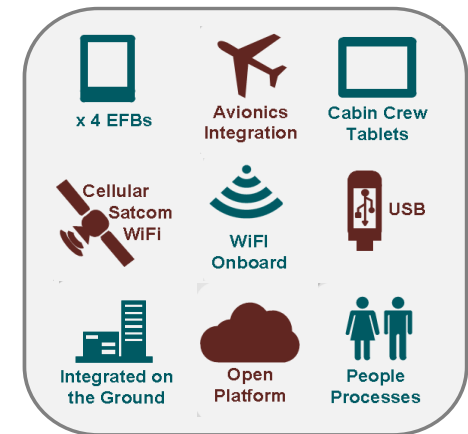 x 4 EFBs
Avionics
Integration
Cabin Crew
Tablets
Cellular
Satcom
WiFi
WiFI
Onboard
USB
Integrated on
the Ground
Open
Platform
People
Processes